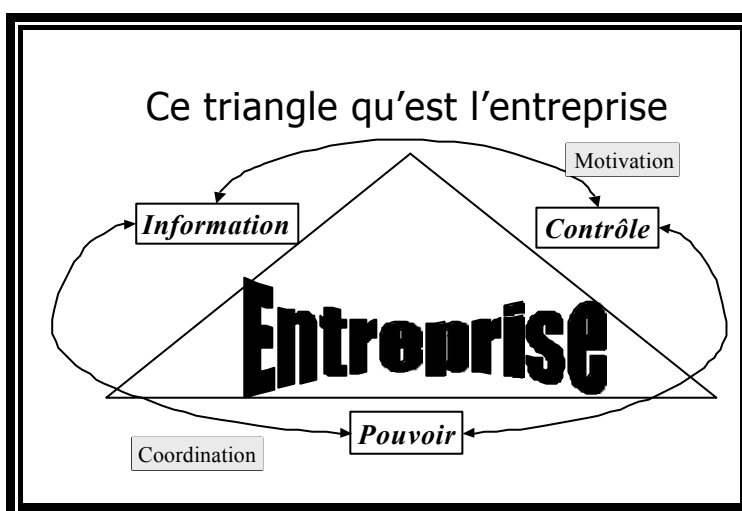 Ce triangle qu'est l'entreprise
Motivation
Information
Contrôle
Entreprise
Pouvoir
Coordination